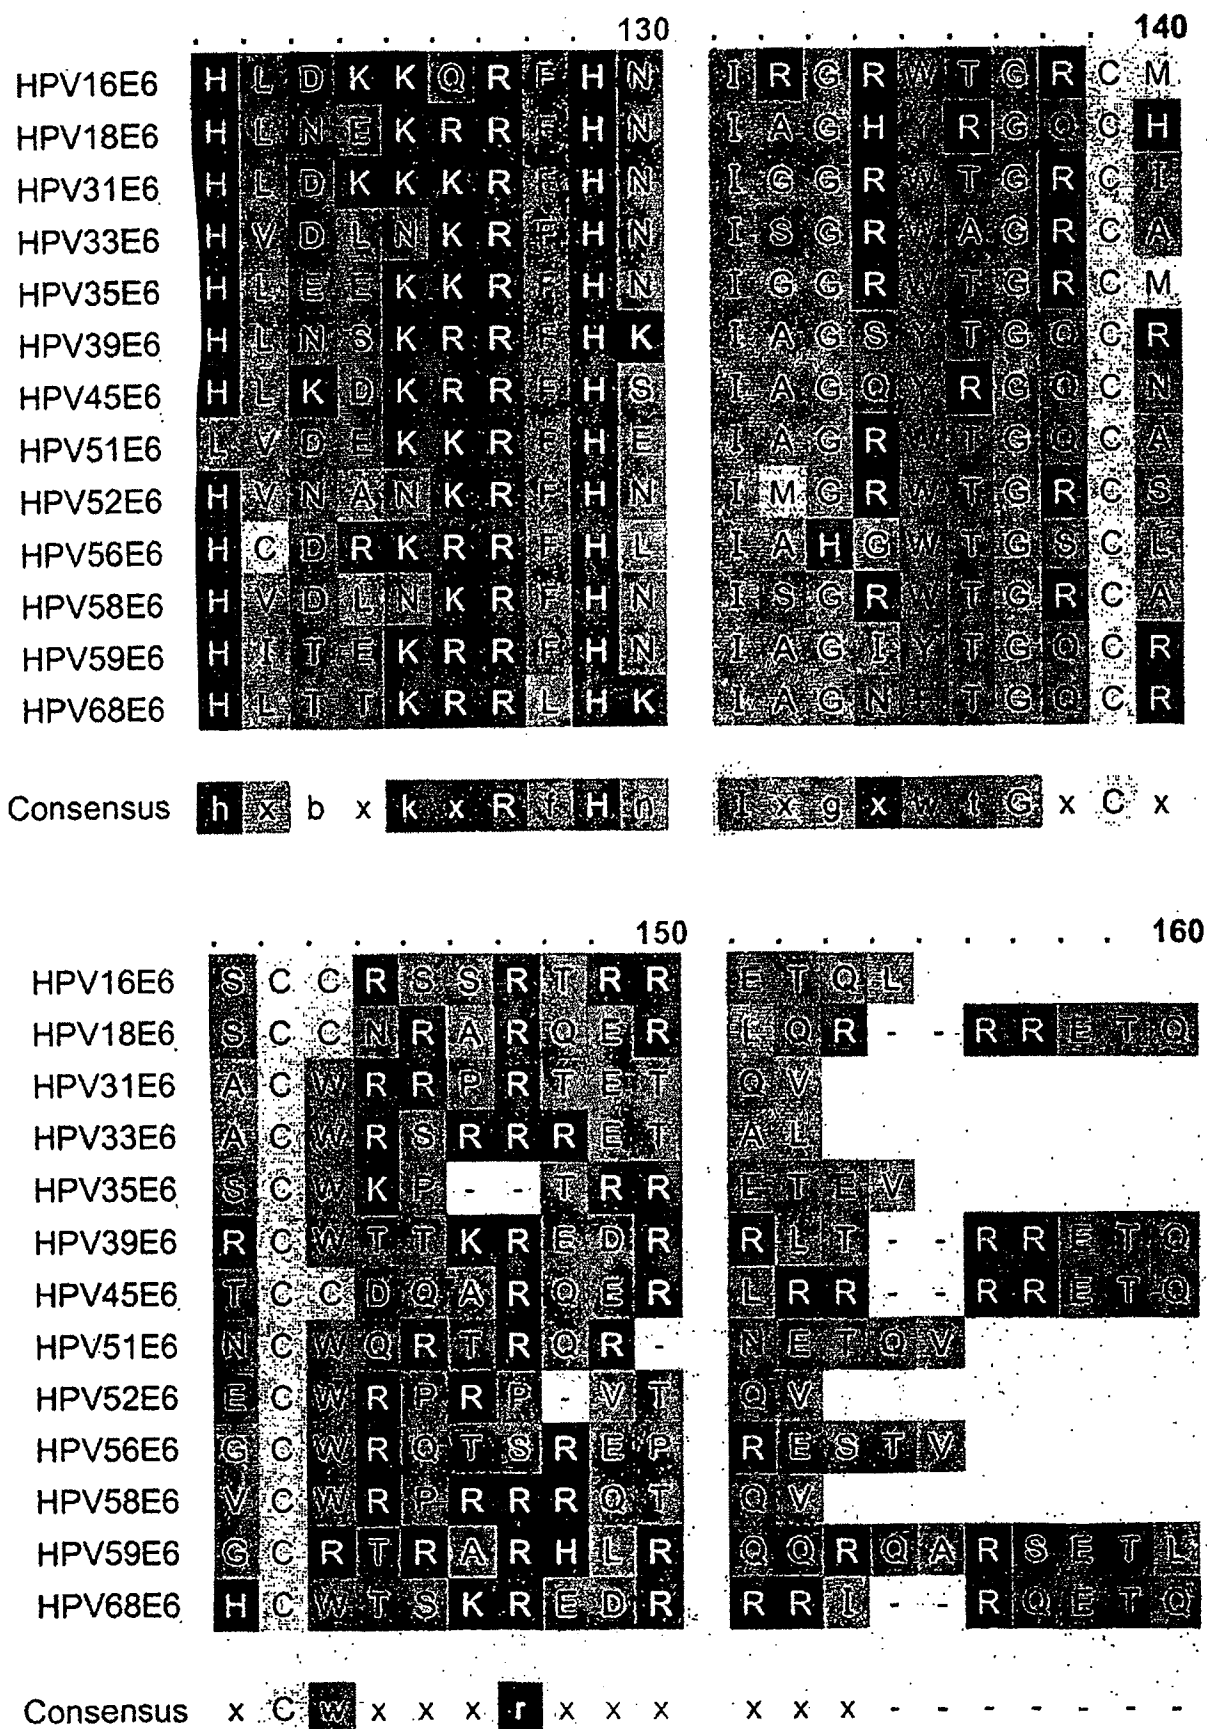 130 140
HPV16E6 H L D K K Q R F H N I R G R W T G R C M
HPV18E6 H L N E K R R F H N I A G H Y R G Q C H
HPV31E6 H L D K K K R F H N I G G R W T G R C I
HPV33E6 H V D L N K R F H N I S G R W A G R C A
HPV35E6 H L E E K K R F H N I G G R W T G R C M
HPV39E6 H L N S K R R F H K I A G S Y T G Q C R
HPV45E6 H L K D K R R F H S I A G Q Y R G Q C N
HPV51E6 L V D E K K R F H E I A G R W T G Q C A
HPV52E6 H V N A N K R F H N I M G R W T G R C S
HPV56E6 H C D R K R R F H L I A H G W T G S C L
HPV58E6 H V D L N K R F H N I S G R W T G R C A
HPV59E6 H I T E K R R F H N I A G I Y T G Q C R
HPV68E6 H L T T K R R L H K I A G N T G Q C R
Consensus h x b x k x R f H n I x g x w t G x C x
150 160
HPV16E6 S C C R S S R T R R E T Q L
HPV18E6 S C C N R A R Q E R Q R - - R R E T Q
HPV31E6 A C W R R P R T E T Q V
HPV33E6 A C W R S R R R E T A L
HPV35E6 S C W K P - - T R R E T E V
HPV39E6 R C W T T K R E D R R L T - - R R E T Q
HPV45E6 T C C D Q A R Q E R L R R - - R R E T Q
HPV51E6 N C W Q R T R Q R - N E T Q V
HPV52E6 E C W R P R P - V T Q V
HPV56E6 G C W R Q T S R E P R E S T V
HPV58E6 V C W R P R R R Q T Q V
HPV59E6 G C R T R A R H L R Q Q R Q A R S E T L
HPV68E6 H C W T S K R E D R R R I - - R Q E T Q
Consensus x C w x x x r x x x x x x - - - - - - -